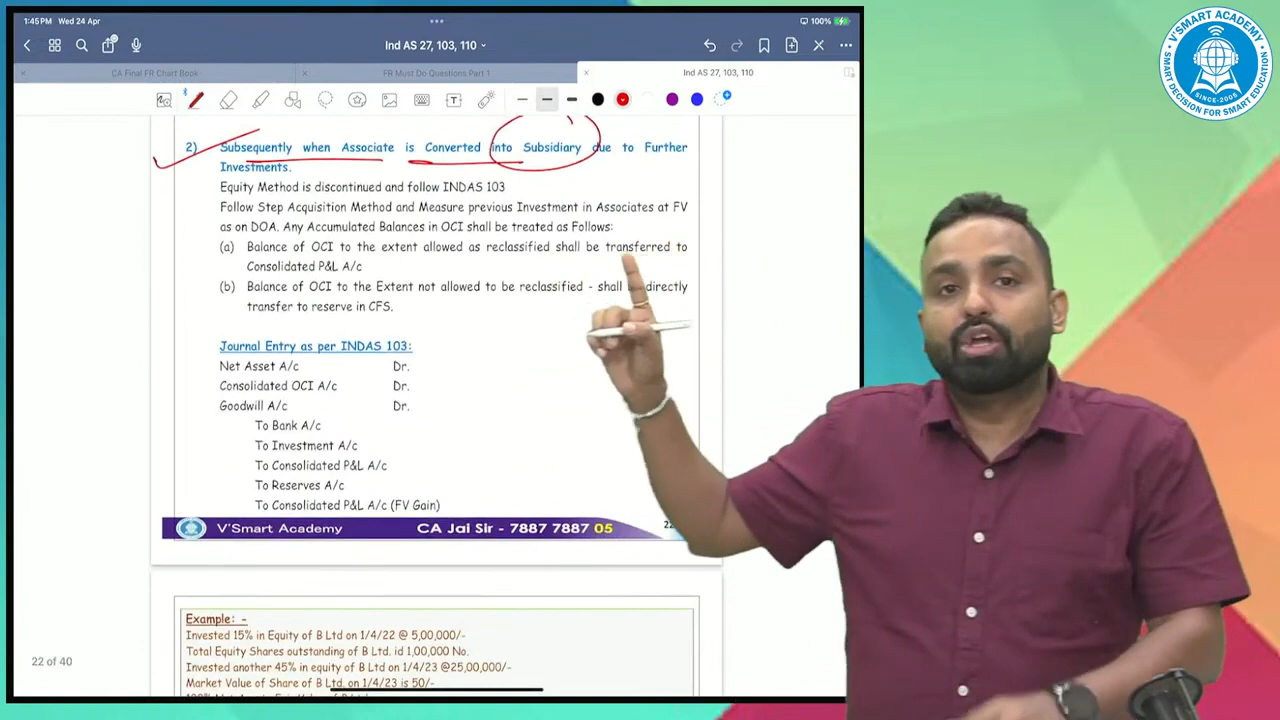 1:45 PM Wed 24 Apr
100%
Ind AS 27, 103, 110
CA Final FR Chart Book
FR Must Do Questions Part 1
Ind AS 27, 103, 110
2) Subsequently when Associate is Converted into Subsidiary due to Further
Investments.
Equity Method is discontinued and follow INDAS 103
Follow Step Acquisition Method and Measure previous Investment in Associates at FV
as on DOA. Any Accumulated Balances in OCI shall be treated as Follows:
(a) Balance of OCI to the extent allowed as reclassified shall be transferred to
Consolidated P&L A/c
(b) Balance of OCI to the Extent not allowed to be reclassified - shall directly
transfer to reserve in CFS.
Journal Entry as per INDAS 103:
Net Asset A/c Dr.
Consolidated OCI A/c Dr.
Goodwill A/c Dr.
To Bank A/c
To Investment A/c
To Consolidated P&L A/c
To Reserves A/c
To Consolidated P&L A/c (FV Gain)
V'Smart Academy CA Jai Sir - 7887 7887 05
Example: -
Invested 15% in Equity of B Ltd on 1/4/22 @ 5,00,000/-
Total Equity Shares outstanding of B Ltd. id 1,00,000 No.
Invested another 45% in equity of B Ltd on 1/4/23 @25,00,000/-
Market Value of Share of B Ltd. on 1/4/23 is 50/-
22 of 40
V'SMART ACADEMY
SMART DECISION FOR SMART EDUCATION
SINCE-2005